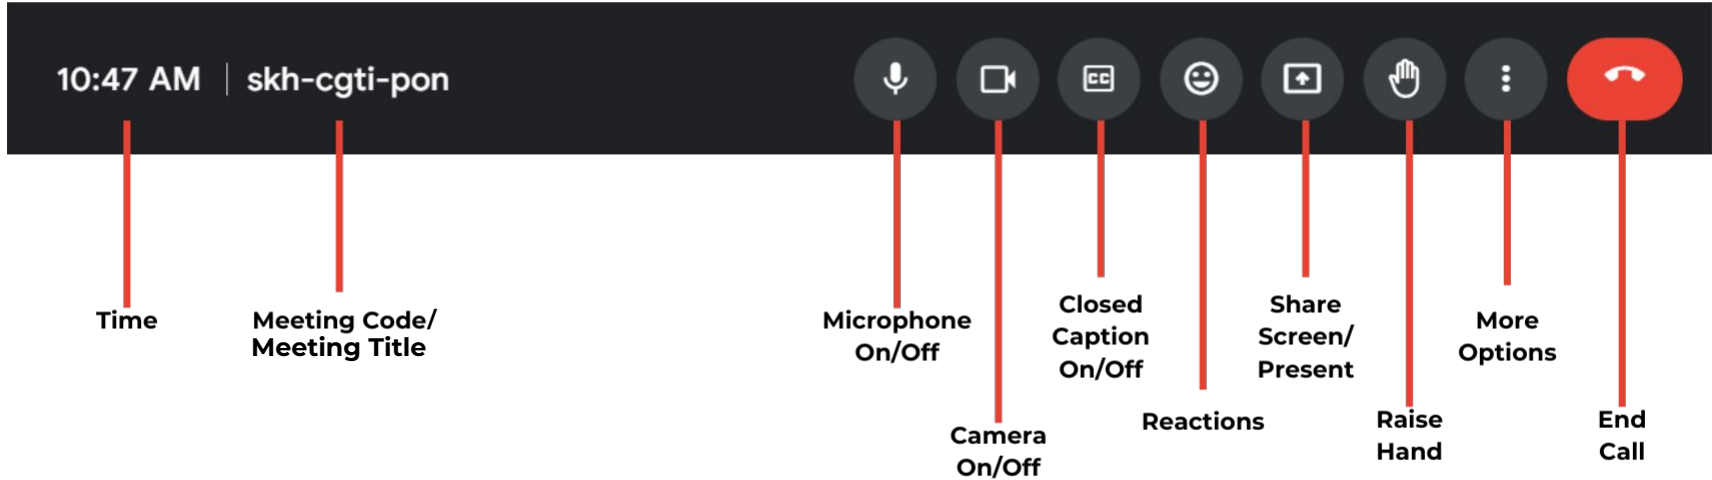 10:47 AM | skh-cgti-pon
CC
Time
Meeting Code/
Meeting Title
Microphone
On/Off
Camera
On/Off
Closed
Caption
On/Off
Reactions
Share
Screen/
Present
Raise
Hand
More
Options
End
Call